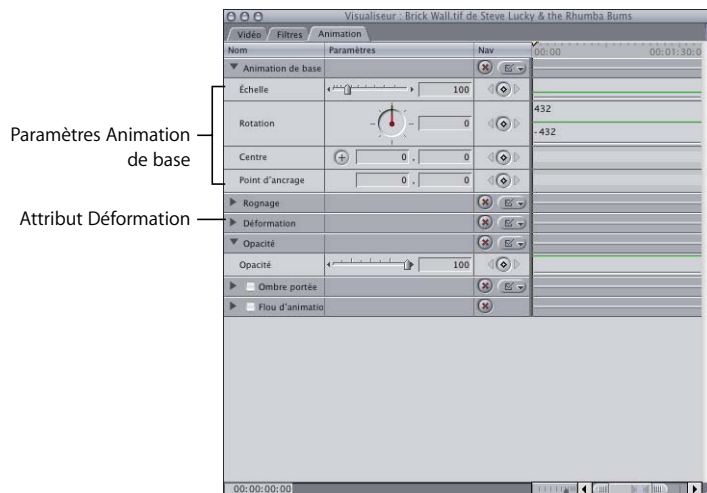 Visualiseur : Brick Wall.tif de Steve Lucky & the Rhumba Bums
Vidéo Filtres Animation
Nom Paramètres Nav 00:00 00:01:30:0
Animation de base
Échelle 100
Rotation 0 432
-432
Centre 0 , 0
Point d'ancrage 0 , 0
Rognage
Déformation
Opacité
Opacité 100
Ombre portée
Flou d'animatio
00:00:00:00
Paramètres Animation
de base
Attribut Déformation